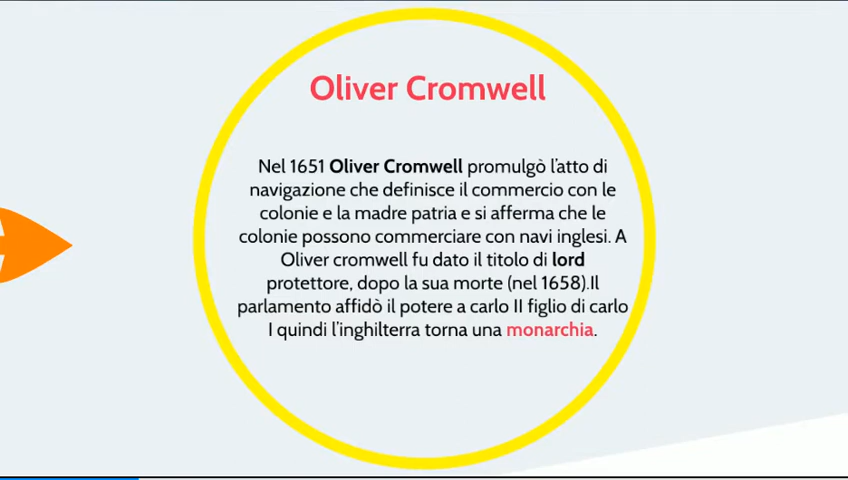 Oliver Cromwell
Nel 1651 Oliver Cromwell promulgò l'atto di
navigazione che definisce il commercio con le
colonie e la madre patria e si afferma che le
colonie possono commerciare con navi inglesi. A
Oliver cromwell fu dato il titolo di lord
protettore, dopo la sua morte (nel 1658).Il
parlamento affidò il potere a carlo II figlio di carlo
I quindi l'inghilterra torna una monarchia.